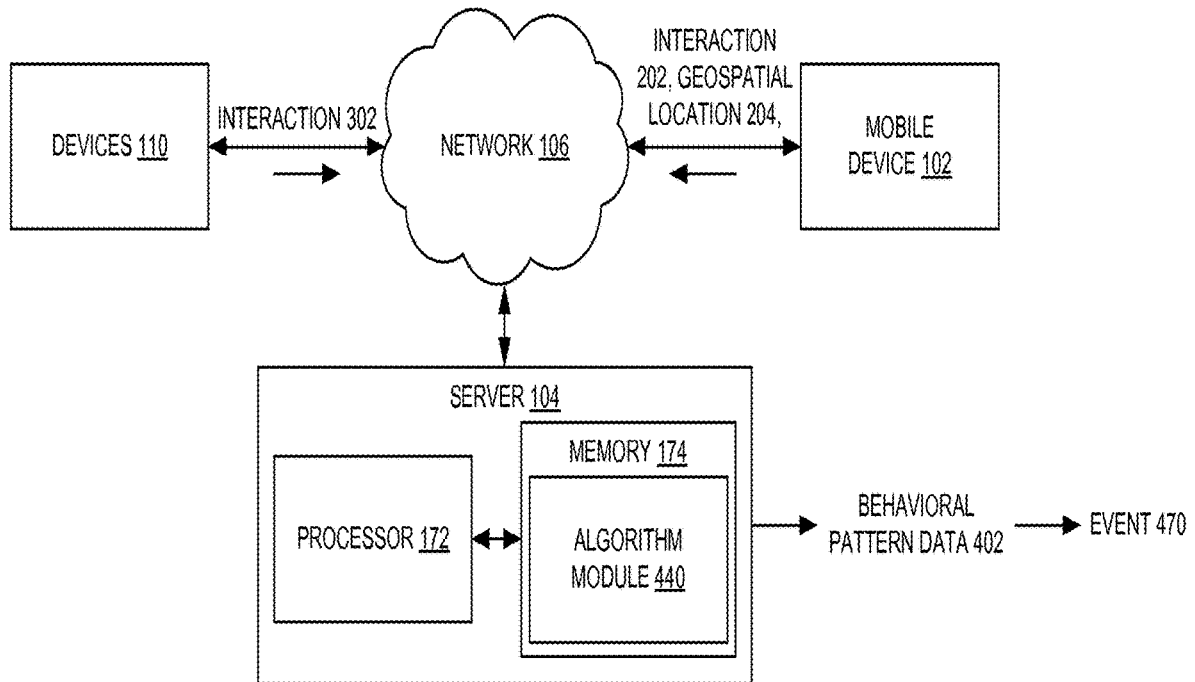 INTERACTION
202, GEOSPATIAL
LOCATION 204,
INTERACTION 302
DEVICES 110
NETWORK 106
MOBILE
DEVICE 102
SERVER 104
MEMORY 174
PROCESSOR 172
ALGORITHM
MODULE 440
BEHAVIORAL
PATTERN DATA 402
EVENT 470